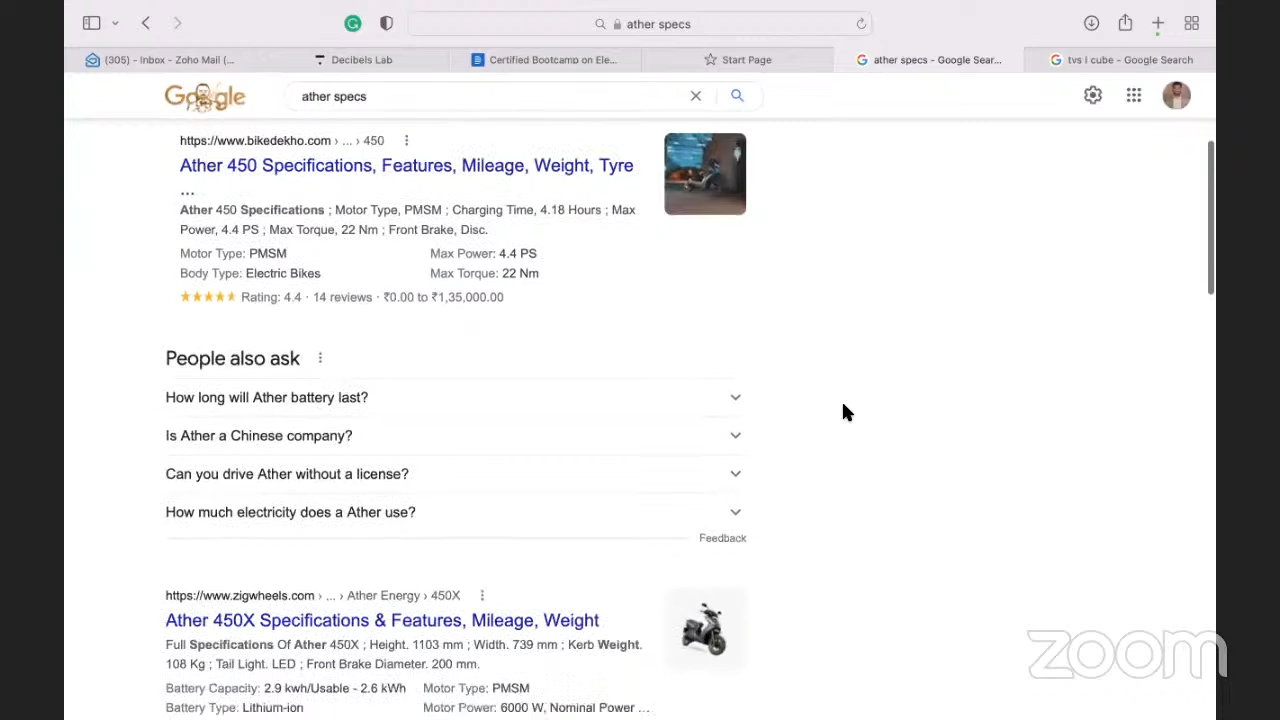 ather specs
(305) - Inbox - Zoho Mail (...
Decibels Lab
Certified Bootcamp on Ele...
Start Page
ather specs - Google Sear...
tvs I cube - Google Search
Google
ather specs
https://www.bikedekho.com › ... › 450
Ather 450 Specifications, Features, Mileage, Weight, Tyre
...
Ather 450 Specifications ; Motor Type, PMSM ; Charging Time, 4.18 Hours ; Max
Power, 4.4 PS ; Max Torque, 22 Nm ; Front Brake, Disc.
Motor Type: PMSM
Max Power: 4.4 PS
Body Type: Electric Bikes
Max Torque: 22 Nm
Rating: 4.4 · 14 reviews · ₹0.00 to ₹1,35,000.00
People also ask
How long will Ather battery last?
Is Ather a Chinese company?
Can you drive Ather without a license?
How much electricity does a Ather use?
Feedback
https://www.zigwheels.com › ... › Ather Energy › 450X
Ather 450X Specifications & Features, Mileage, Weight
Full Specifications Of Ather 450X ; Height. 1103 mm ; Width. 739 mm ; Kerb Weight.
108 Kg ; Tail Light. LED ; Front Brake Diameter. 200 mm.
Battery Capacity: 2.9 kwh/Usable - 2.6 kWh
Motor Type: PMSM
Battery Type: Lithium-ion
Motor Power: 6000 W, Nominal Power ...
zoom